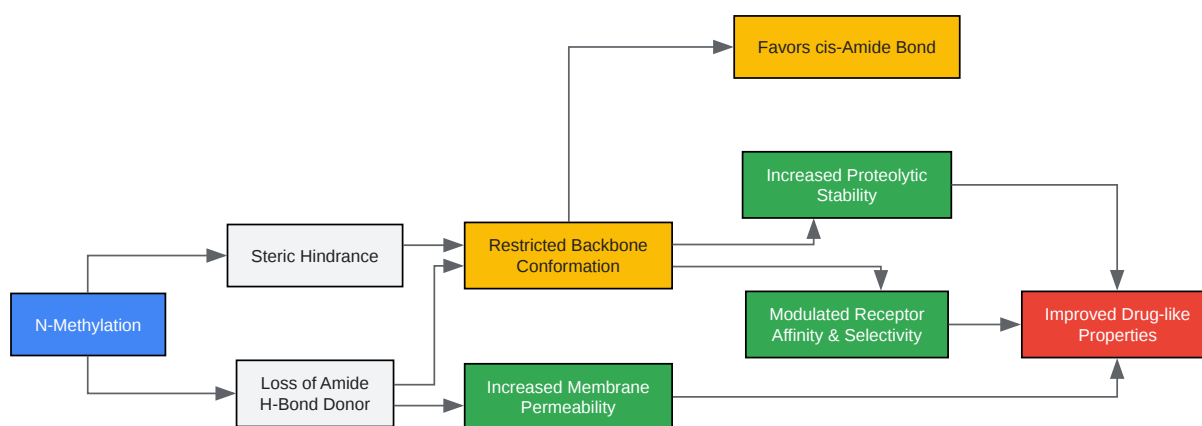 Favors cis-Amide Bond
Increased Proteolytic
Stability
Steric Hindrance
Restricted Backbone
Conformation
N-Methylation
Modulated Receptor
Affinity & Selectivity
Improved Drug-like
Properties
Loss of Amide
H-Bond Donor
Increased Membrane
Permeability